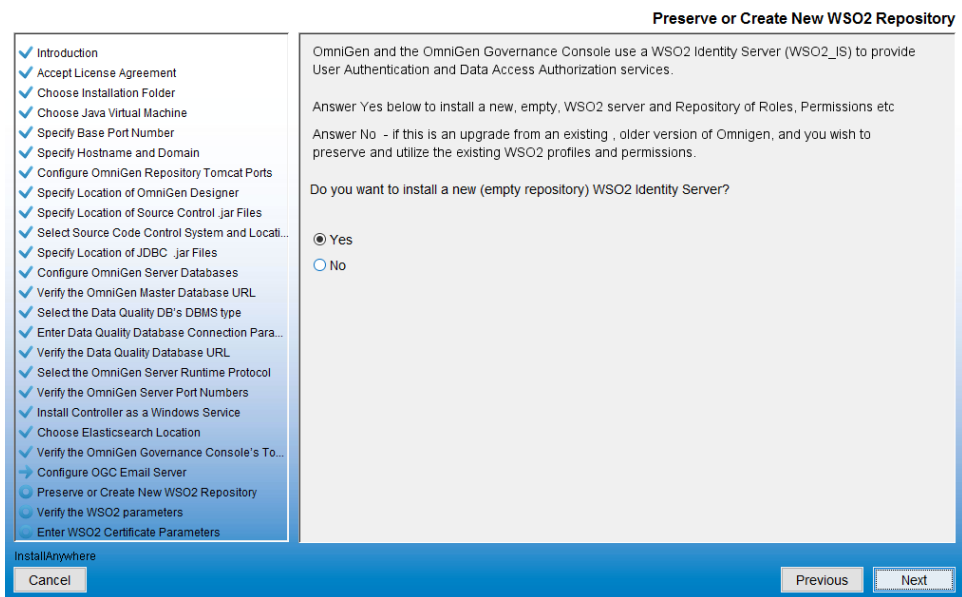 Preserve or Create New WSO2 Repository
Introduction
Accept License Agreement
Choose Installation Folder
Choose Java Virtual Machine
Specify Base Port Number
Specify Hostname and Domain
Configure OmniGen Repository Tomcat Ports
Specify Location of OmniGen Designer
Specify Location of Source Control .jar Files
Select Source Code Control System and Locati...
Specify Location of JDBC .jar Files
Configure OmniGen Server Databases
Verify the OmniGen Master Database URL
Select the Data Quality DB's DBMS type
Enter Data Quality Database Connection Para...
Verify the Data Quality Database URL
Select the OmniGen Server Runtime Protocol
Verify the OmniGen Server Port Numbers
Install Controller as a Windows Service
Choose Elasticsearch Location
Verify the OmniGen Governance Console's To...
Configure OGC Email Server
Preserve or Create New WSO2 Repository
Verify the WSO2 parameters
Enter WSO2 Certificate Parameters
OmniGen and the OmniGen Governance Console use a WSO2 Identity Server (WSO2_IS) to provide
User Authentication and Data Access Authorization services.
Answer Yes below to install a new, empty, WSO2 server and Repository of Roles, Permissions etc
Answer No - if this is an upgrade from an existing , older version of Omnigen, and you wish to
preserve and utilize the existing WSO2 profiles and permissions.
Do you want to install a new (empty repository) WSO2 Identity Server?
Yes
No
InstallAnywhere
Cancel
Previous
Next